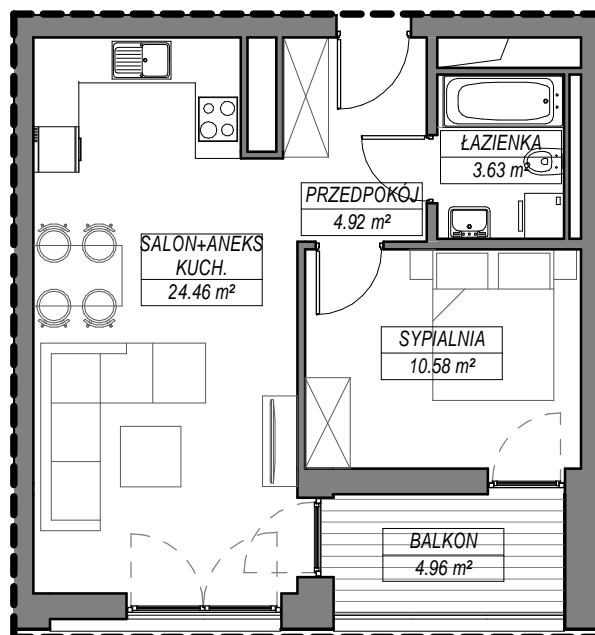 ŁAZIENKA
3.63 m²
PRZEDPOKÓJ
4.92 m²
SALON+ANEKS
KUCH.
24.46 m²
SYPIALNIA
10.58 m²
BALKON
4.96 m²